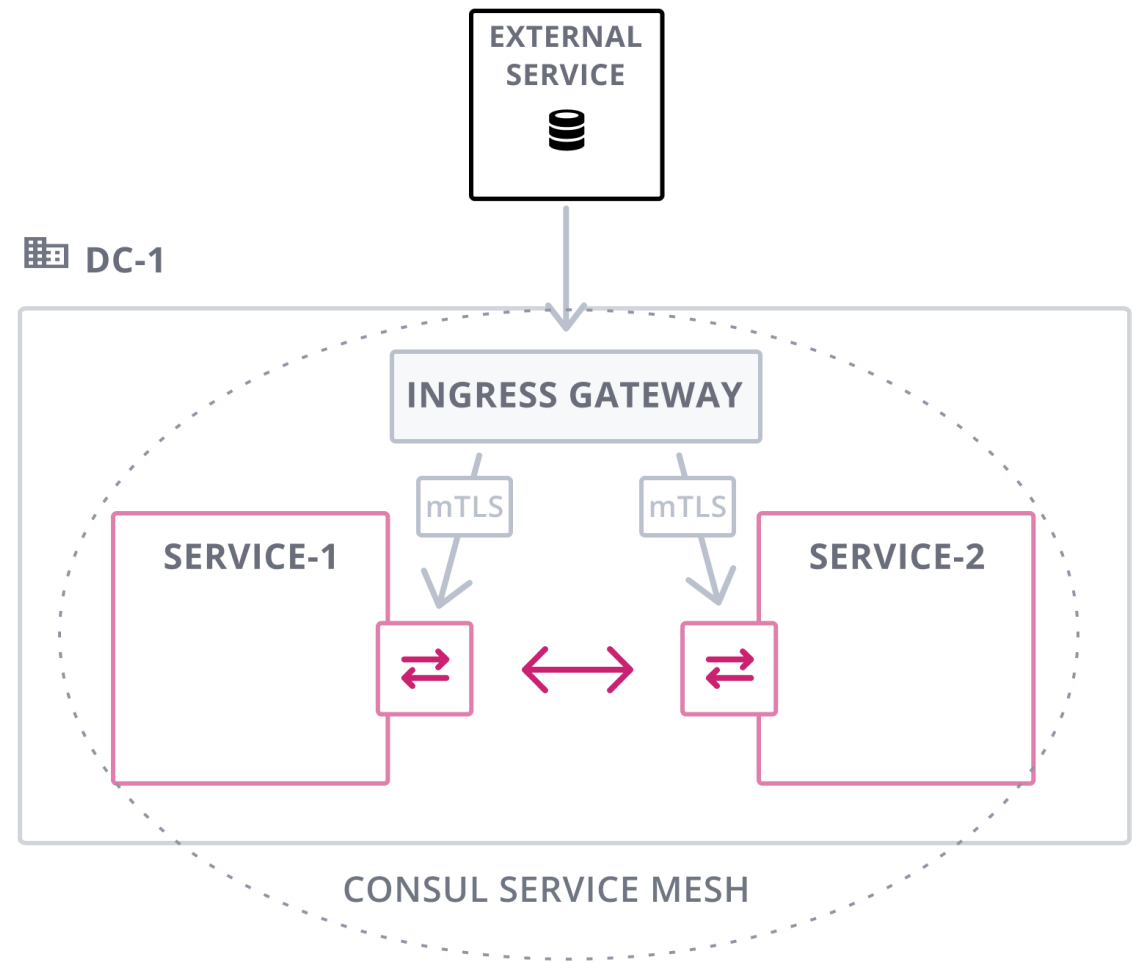 EXTERNAL
SERVICE
DC-1
INGRESS GATEWAY
mTLS
mTLS
SERVICE-1
SERVICE-2
CONSUL SERVICE MESH